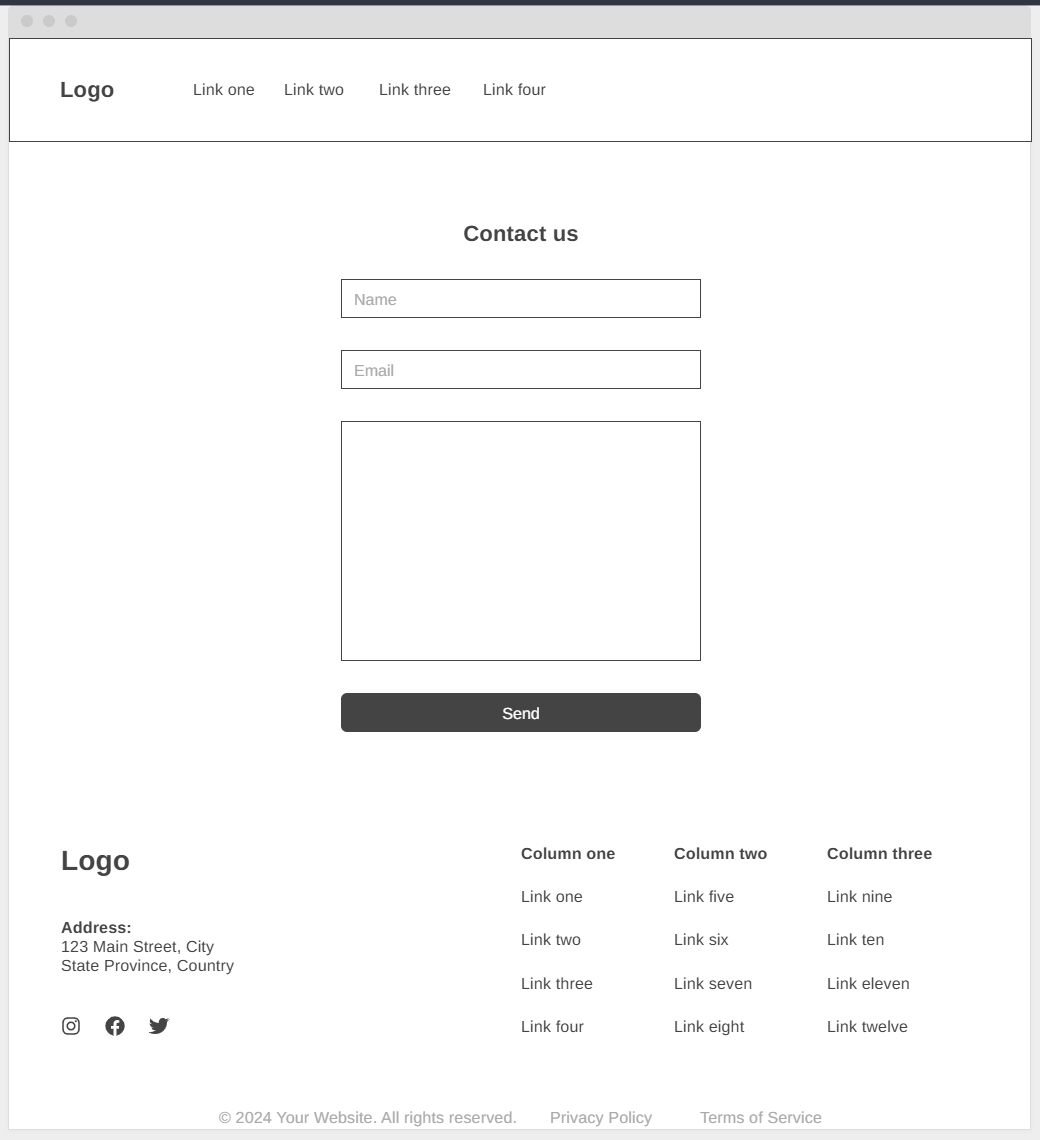 Logo Link one Link two Link three Link four
Contact us
Name
Email
Send
Logo
Address:
123 Main Street, City
State Province, Country
Column one
Link one
Link two
Link three
Link four
Column two
Link five
Link six
Link seven
Link eight
Column three
Link nine
Link ten
Link eleven
Link twelve
© 2024 Your Website. All rights reserved. Privacy Policy Terms of Service